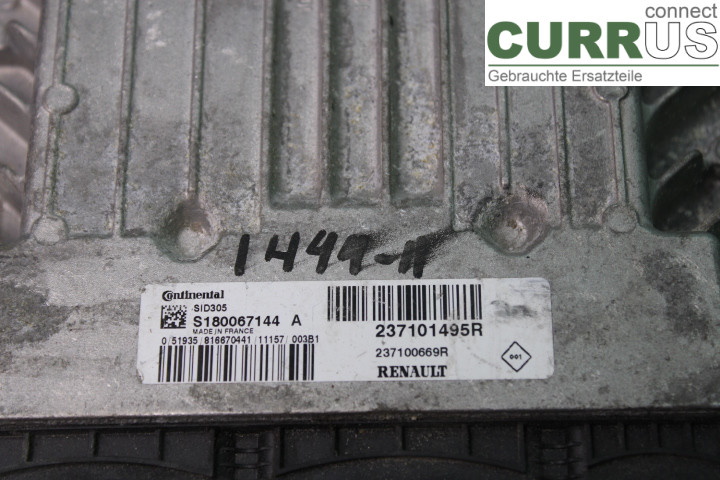 connect
CURRUS
Gebrauchte Ersatzteile
1449-H
Continental
SID305
S180067144 A
MADE IN FRANCE
0/51935/816670441/11157/003B1
237101495R
237100669R
RENAULT
001